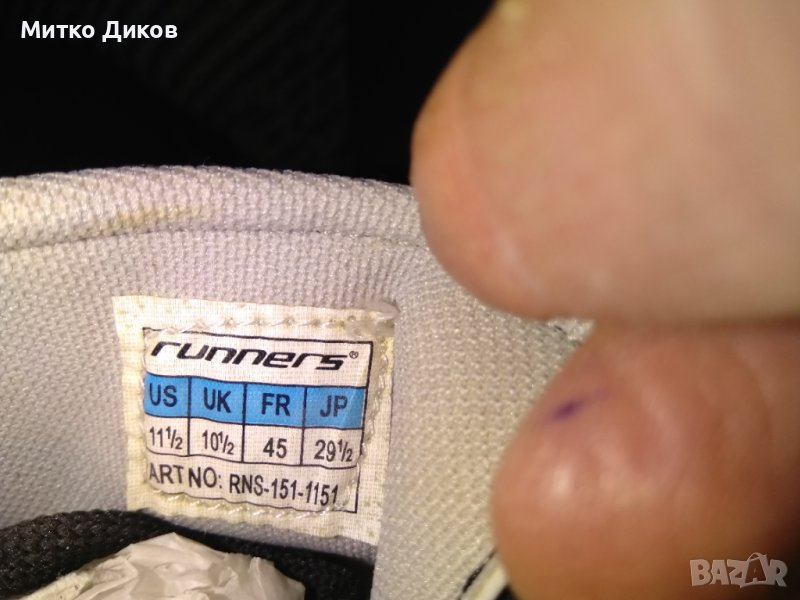 Митко Диков
runners®
US UK FR JP
11½ 10½ 45 29½
ART NO: RNS-151-1151
BAZAR